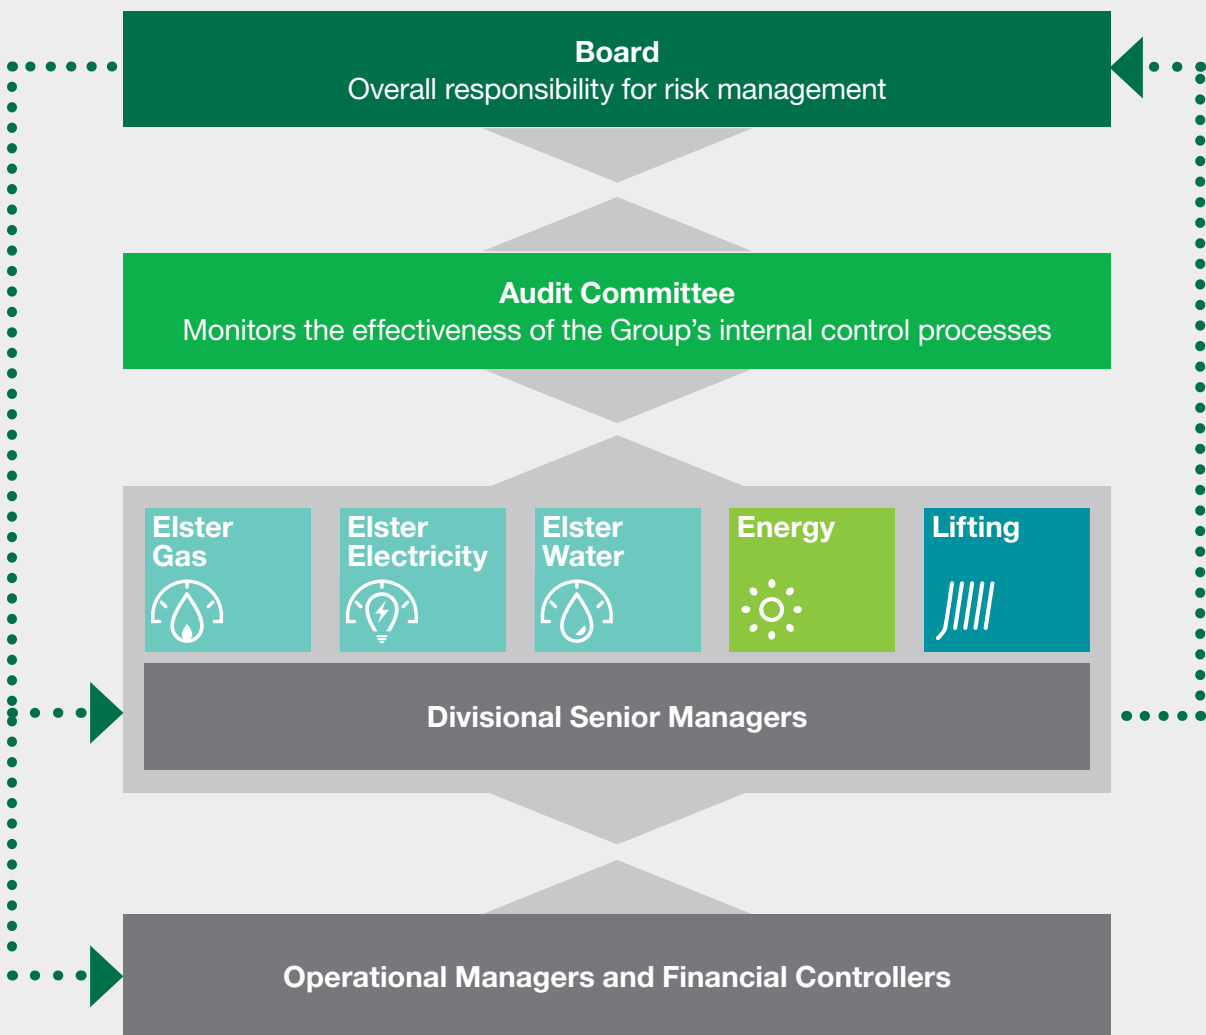 Board
Overall responsibility for risk management
Audit Committee
Monitors the effectiveness of the Group's internal control processes
Elster
Gas
Elster
Electricity
Elster
Water
Energy
Lifting
Divisional Senior Managers
Operational Managers and Financial Controllers